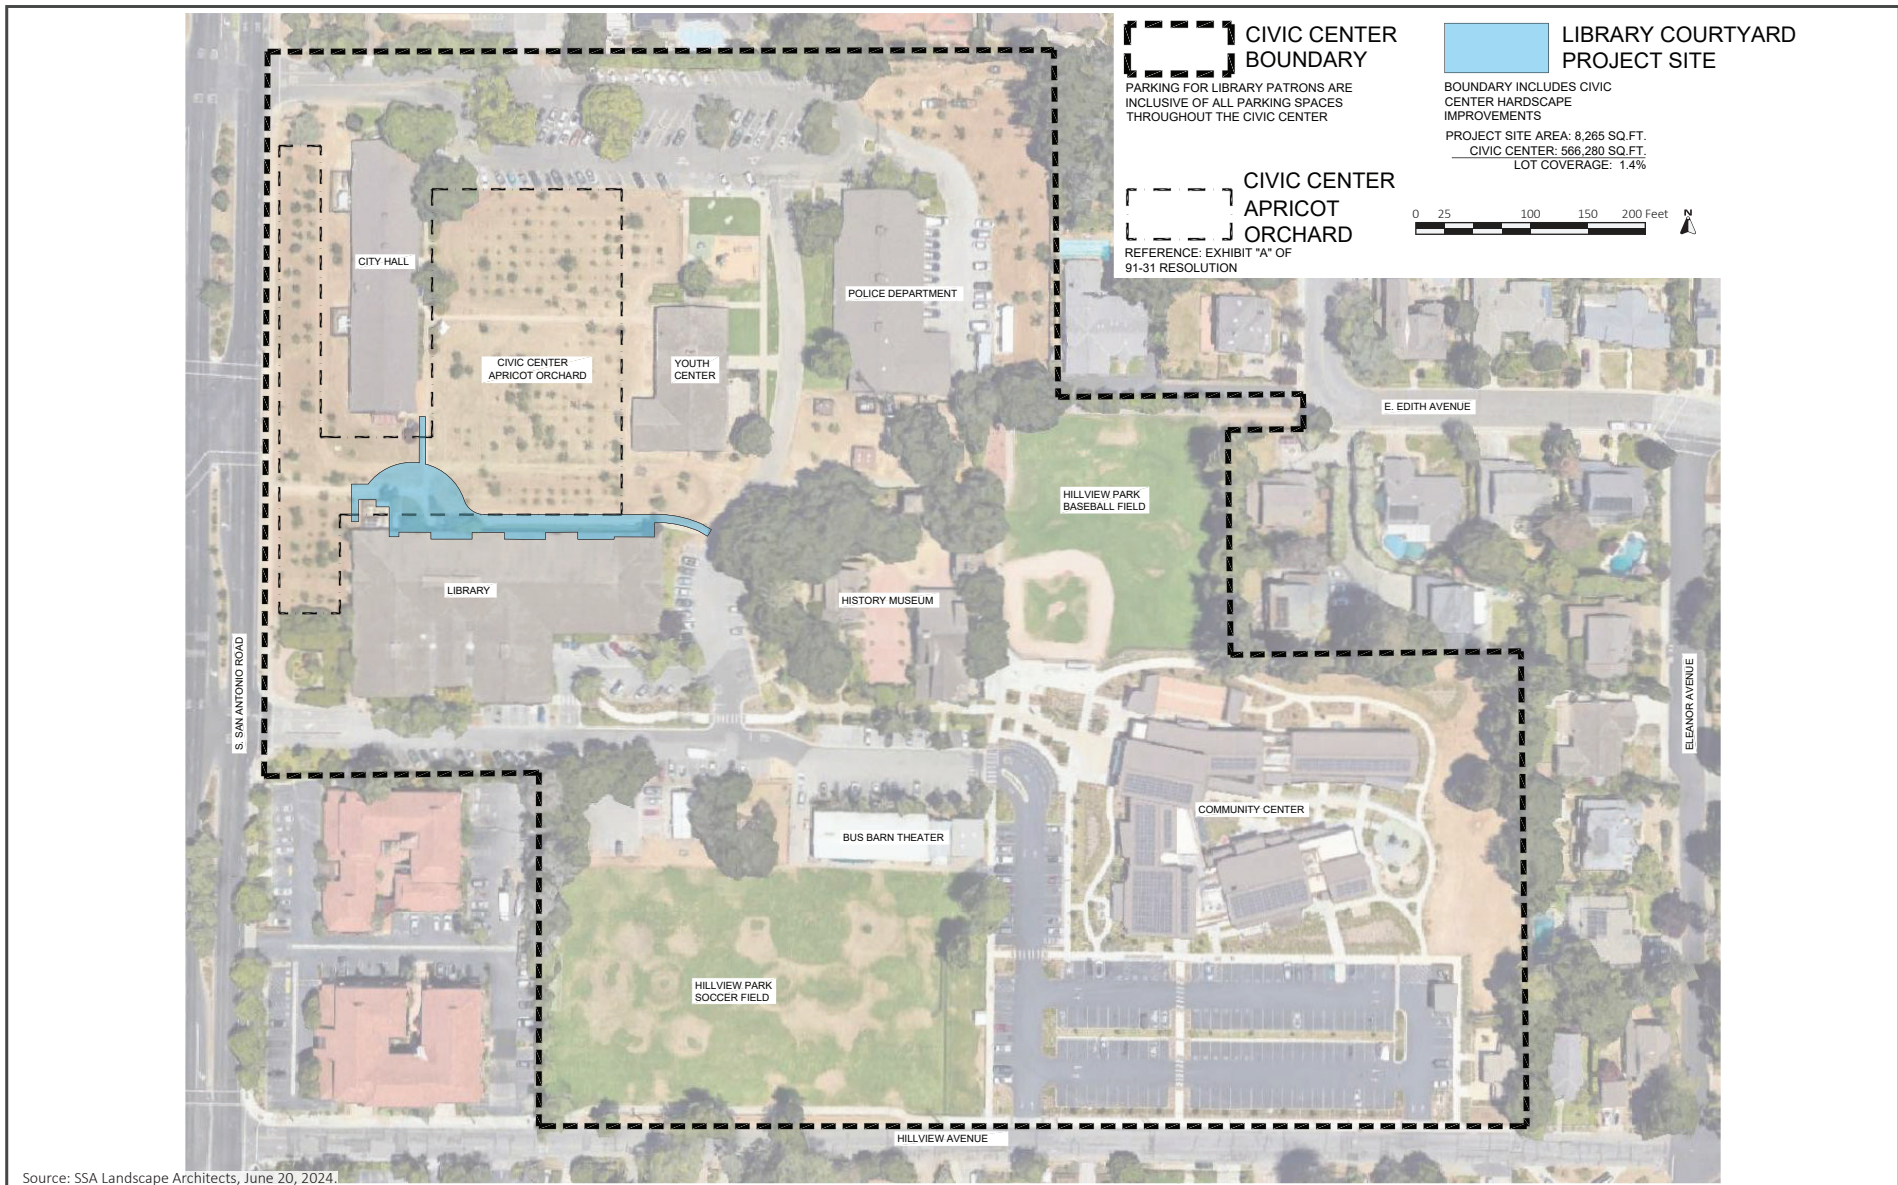 CIVIC CENTER
BOUNDARY
PARKING FOR LIBRARY PATRONS ARE
INCLUSIVE OF ALL PARKING SPACES
THROUGHOUT THE CIVIC CENTER
LIBRARY COURTYARD
PROJECT SITE
BOUNDARY INCLUDES CIVIC
CENTER HARDSCAPE
IMPROVEMENTS
PROJECT SITE AREA: 8,265 SQ.FT.
CIVIC CENTER: 566,280 SQ.FT.
LOT COVERAGE: 1.4%
CIVIC CENTER
APRICOT
ORCHARD
REFERENCE: EXHIBIT "A" OF
91-31 RESOLUTION
0 25 100 150 200 Feet
N
CITY HALL
POLICE DEPARTMENT
CIVIC CENTER
APRICOT ORCHARD
YOUTH
CENTER
E. EDITH AVENUE
HILLVIEW PARK
BASEBALL FIELD
LIBRARY
HISTORY MUSEUM
S. SAN ANTONIO ROAD
ELEANOR AVENUE
COMMUNITY CENTER
BUS BARN THEATER
HILLVIEW PARK
SOCCER FIELD
HILLVIEW AVENUE
Source: SSA Landscape Architects, June 20, 2024.